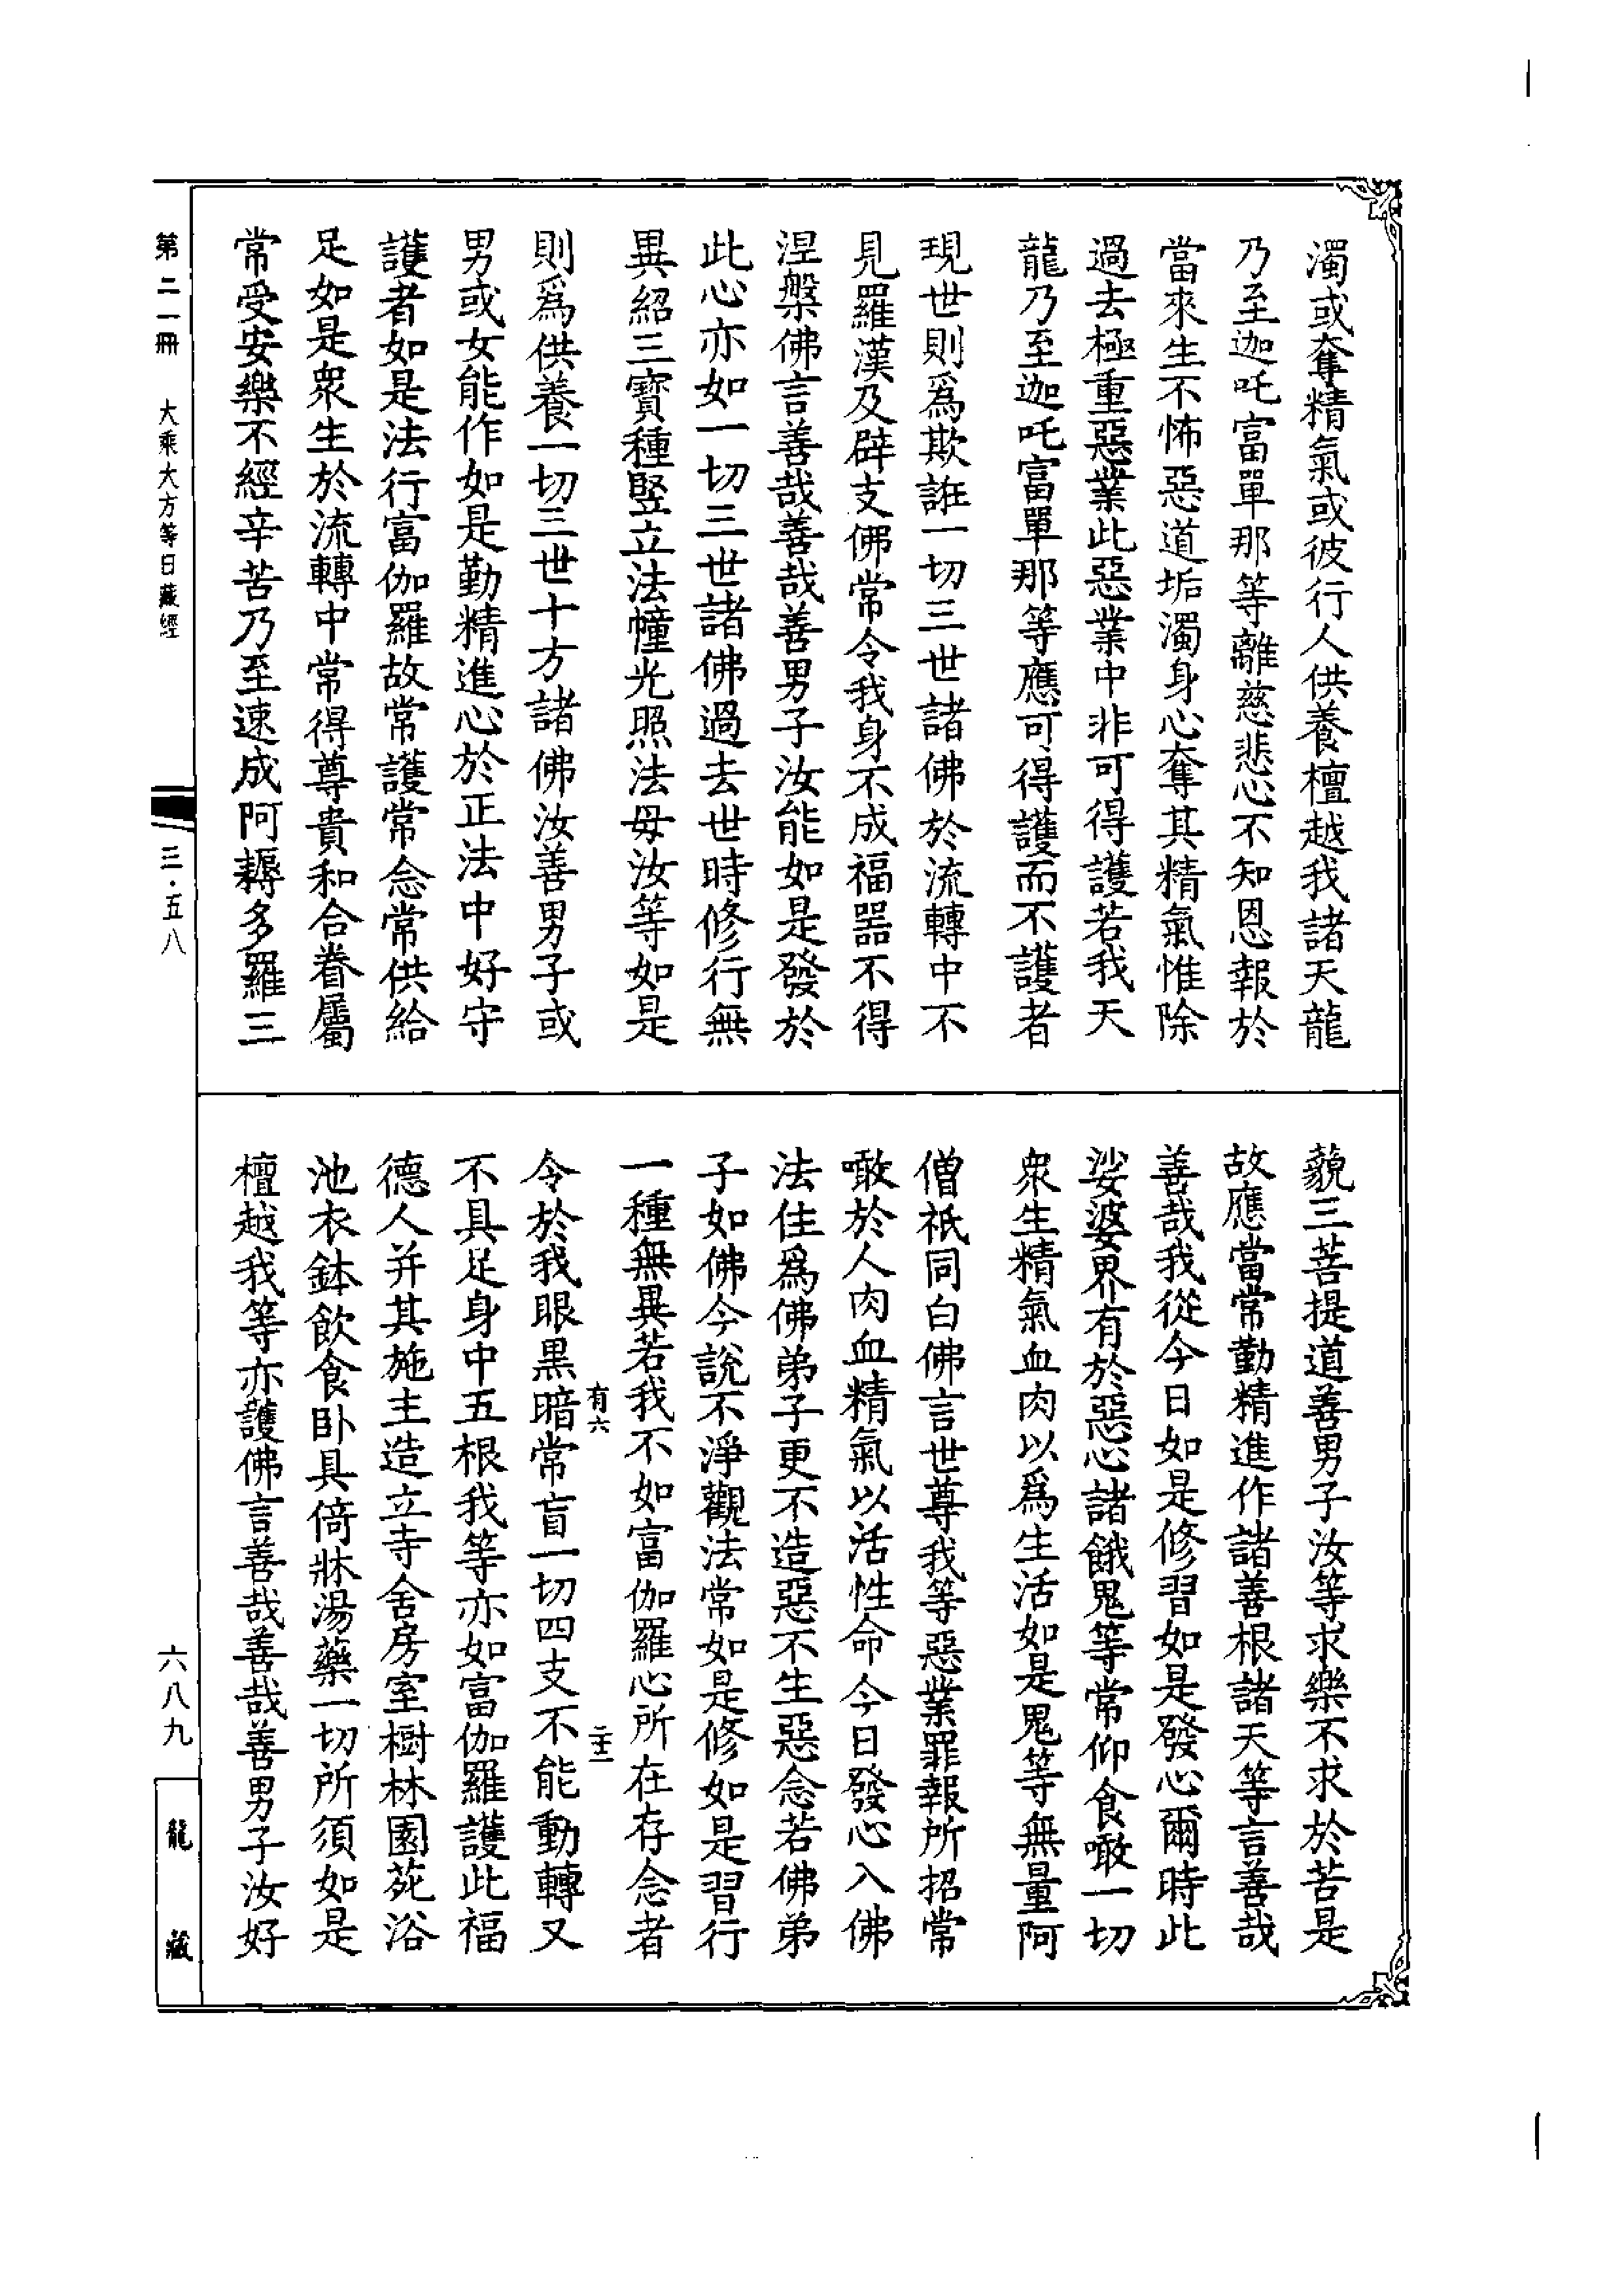 濁或奪精氣或彼行人供養檀越我諸天龍
乃至迦吒富單那等離慈悲心不知恩報於
當來生不怖惡道垢濁身心奪其精氣惟除
過去極重惡業此惡業中非可得護若我天
龍乃至迦吒富單那等應可得護而不護者
現世則爲欺誑一切三世諸佛於流轉中不
見羅漢及辟支佛常令我身不成福器不得
涅槃佛言善哉善哉善男子汝能如是發於
此心亦如一切三世諸佛過去世時修行無
異紹三寶種竪立法幢光照法母汝等如是
則爲供養一切三世十方諸佛汝善男子或
男或女能作如是勤精進心於正法中好守
護者如是法行富伽羅故常護常念常供給
足如是衆生於流轉中常得尊貴和合眷屬
常受安樂不經辛苦乃至速成阿耨多羅三
藐三菩提道善男子汝等求樂不求於苦是
故應當常勤精進作諸善根諸天等言善哉
善哉我從今日如是修習如是發心爾時此
娑婆界有於惡心諸餓鬼等常仰食噉一切
衆生精氣血肉以爲生活如是鬼等無量阿
僧祇同白佛言世尊我等惡業罪報所招常
噉於人肉血精氣以活性命今日發心入佛
法住爲佛弟子更不造惡不生惡念若佛弟
子如佛今說不淨觀法常如是修如是習行
一種無異若我不如富伽羅心所在存念者
有六
二十二
令於我眼黑暗常盲一切四支不能動轉又
不具足身中五根我等亦如富伽羅護此福
德人并其施主造立寺舍房室樹林園苑浴
池衣鉢飲食卧具倚牀湯藥一切所須如是
檀越我等亦護佛言善哉善哉善男子汝好
第二一冊
大乘大方等日藏經
三·五八
六八九
龍藏